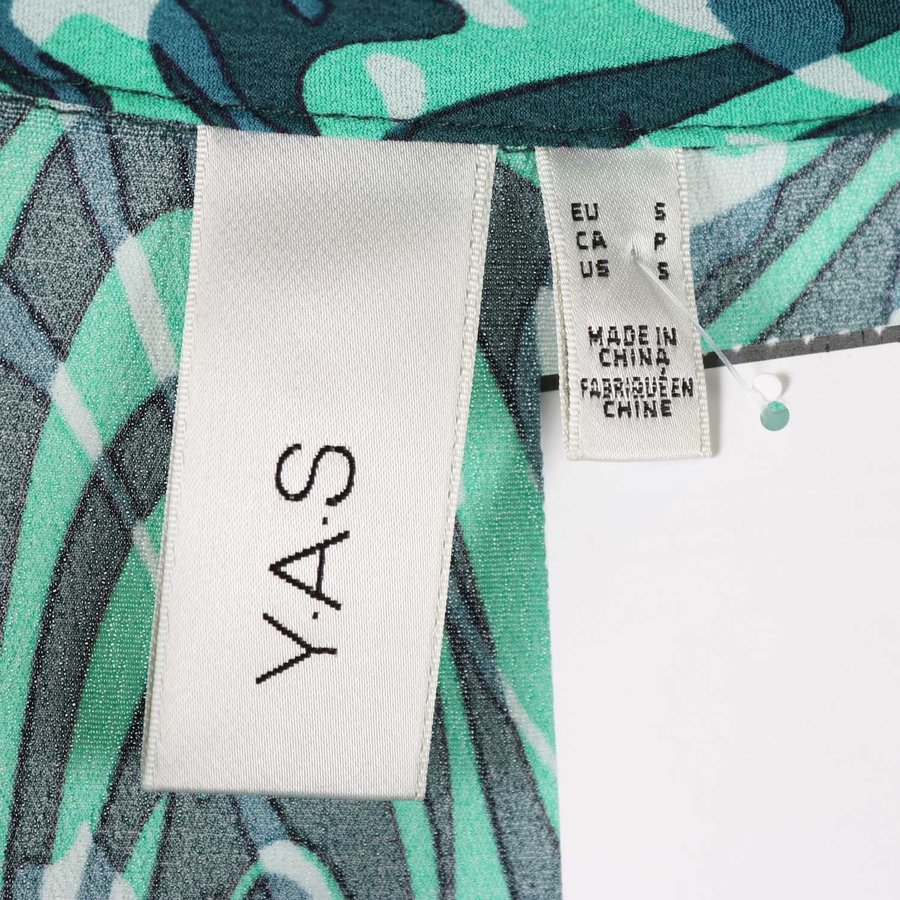 Y.A.S
EU S
CA P
US S
MADE IN
CHINA,
FABRIQUÉ EN
CHINE